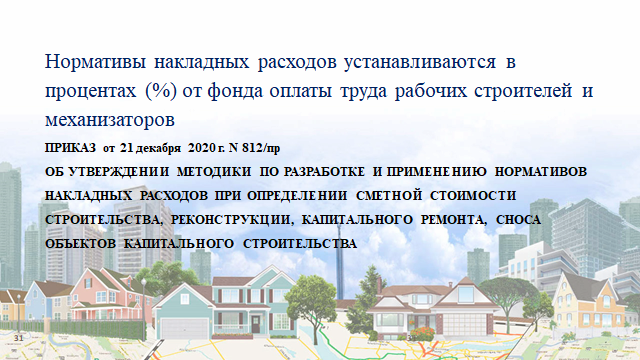 Нормативы накладных расходов устанавливаются в
процентах (%) от фонда оплаты труда рабочих строителей и
механизаторов
ПРИКАЗ от 21 декабря 2020 г. N 812/пр
ОБ УТВЕРЖДЕНИИ МЕТОДИКИ ПО РАЗРАБОТКЕ И ПРИМЕНЕНИЮ НОРМАТИВОВ
НАКЛАДНЫХ РАСХОДОВ ПРИ ОПРЕДЕЛЕНИИ СМЕТНОЙ СТОИМОСТИ
СТРОИТЕЛЬСТВА, РЕКОНСТРУКЦИИ, КАПИТАЛЬНОГО РЕМОНТА, СНОСА
ОБЪЕКТОВ КАПИТАЛЬНОГО СТРОИТЕЛЬСТВА
31